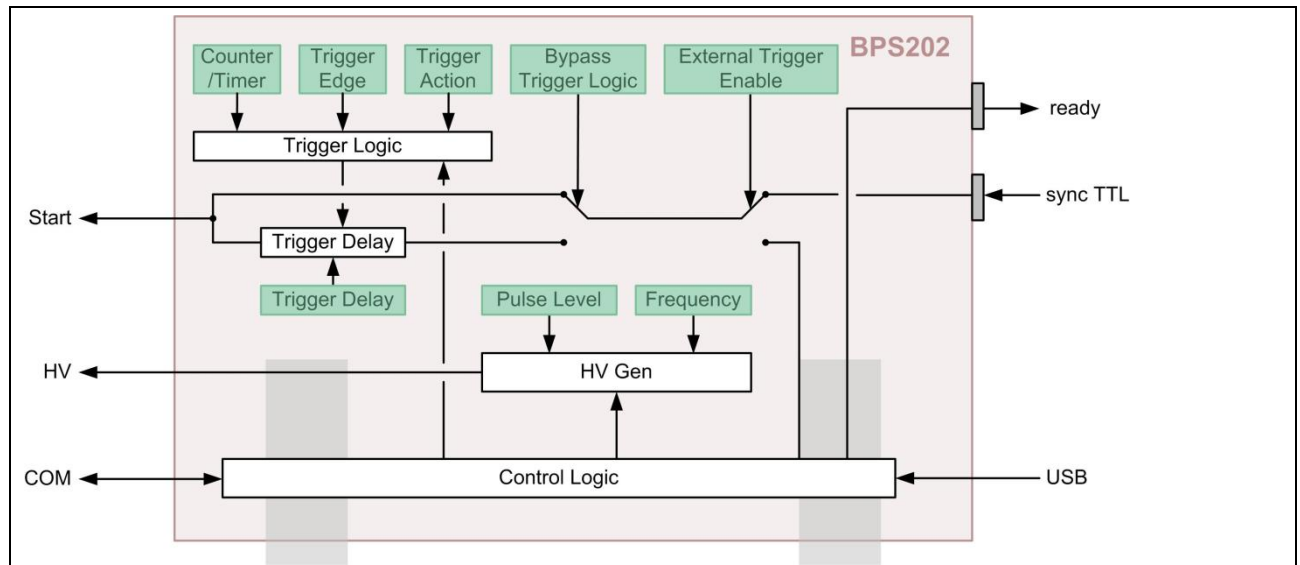 BPS202
Counter
/Timer
Trigger
Edge
Trigger
Action
Bypass
Trigger Logic
External Trigger
Enable
ready
Trigger Logic
sync TTL
Start
Trigger Delay
Trigger Delay
Pulse Level
Frequency
HV
HV Gen
COM
Control Logic
USB